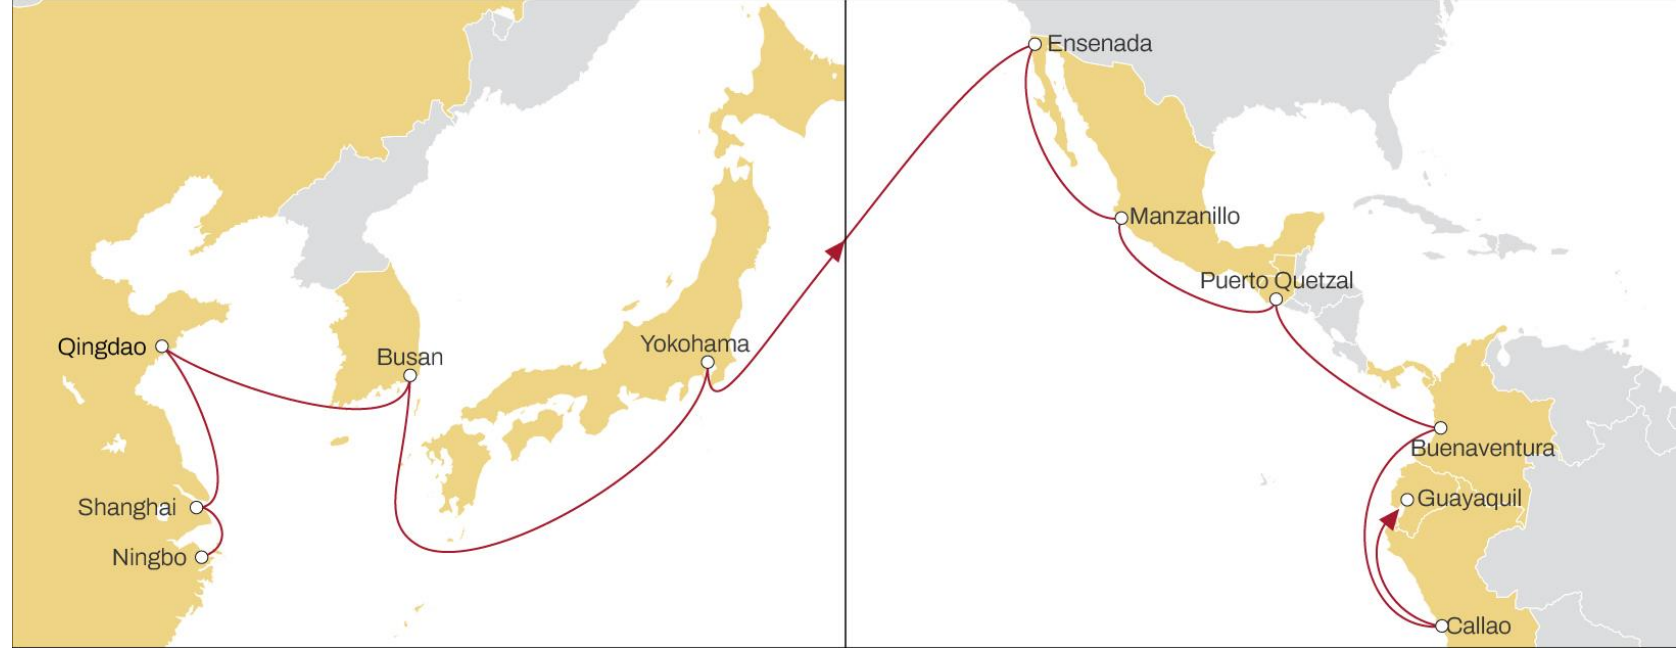 Ensenada
Manzanillo
Puerto Quetzal
Qingdao
Busan
Yokohama
Buenaventura
Guayaquil
Shanghai
Ningbo
Callao